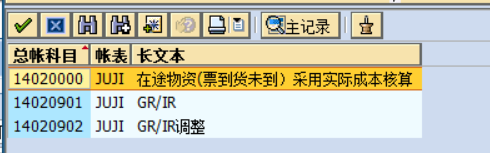 主记录
总帐科目 帐表 长文本
14020000 JUJI 在途物资(票到货未到）采用实际成本核算
14020901 JUJI GR/IR
14020902 JUJI GR/IR调整